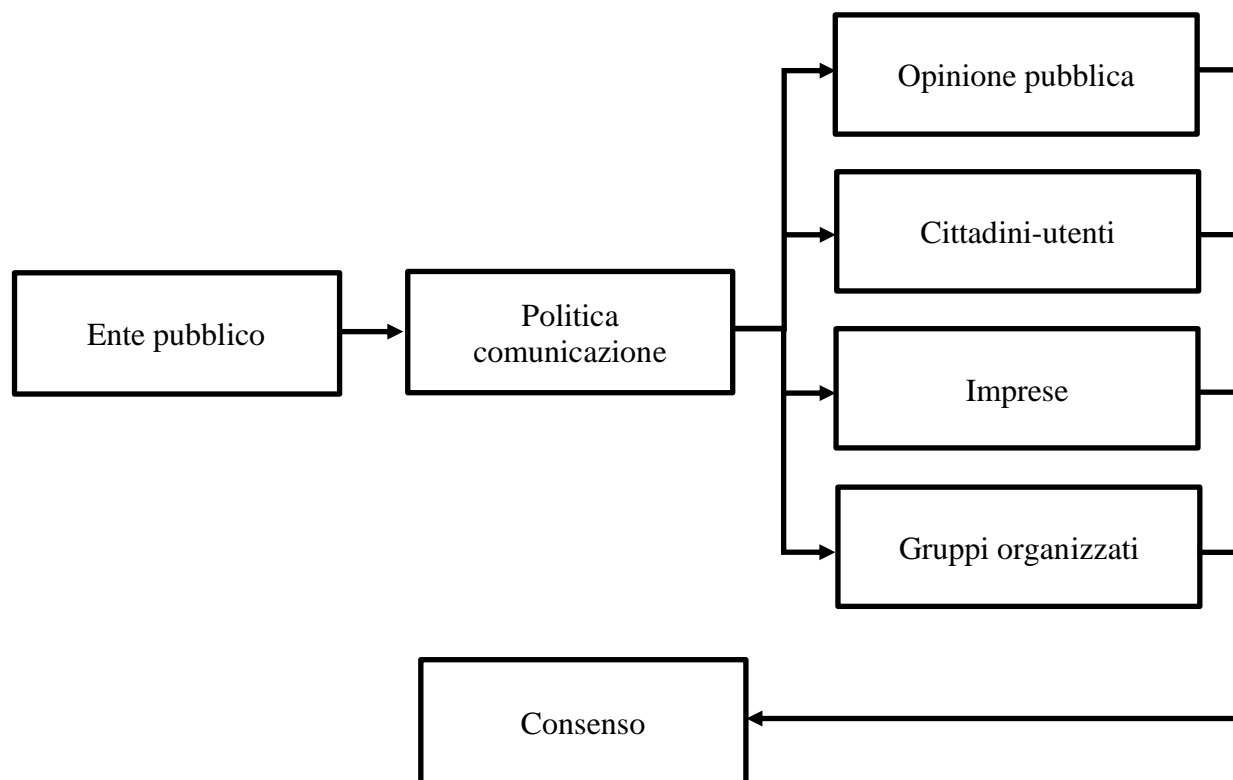 Opinione pubblica
Cittadini-utenti
Ente pubblico
Politica
comunicazione
Imprese
Gruppi organizzati
Consenso